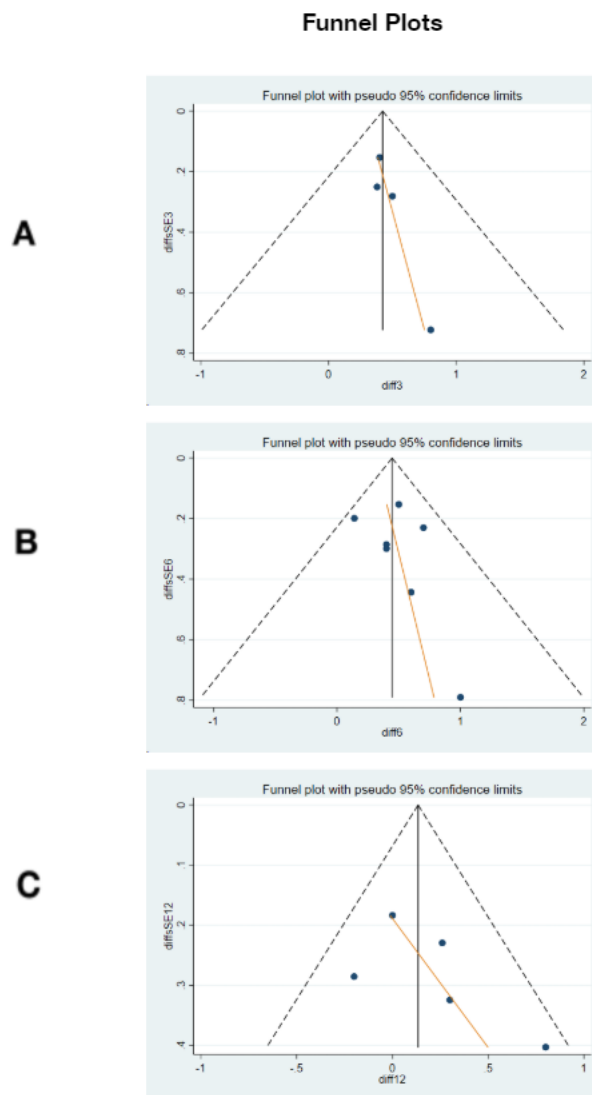 Funnel Plots
A
Funnel plot with pseudo 95% confidence limits
0
.2
.4
.6
.8
diffsSE3
-1
0
1
2
diff3
B
Funnel plot with pseudo 95% confidence limits
0
.2
.4
.6
.8
diffsSE6
-1
0
1
2
diff6
C
Funnel plot with pseudo 95% confidence limits
0
.1
.2
.3
.4
diffsSE12
-1
-.5
0
.5
1
diff12